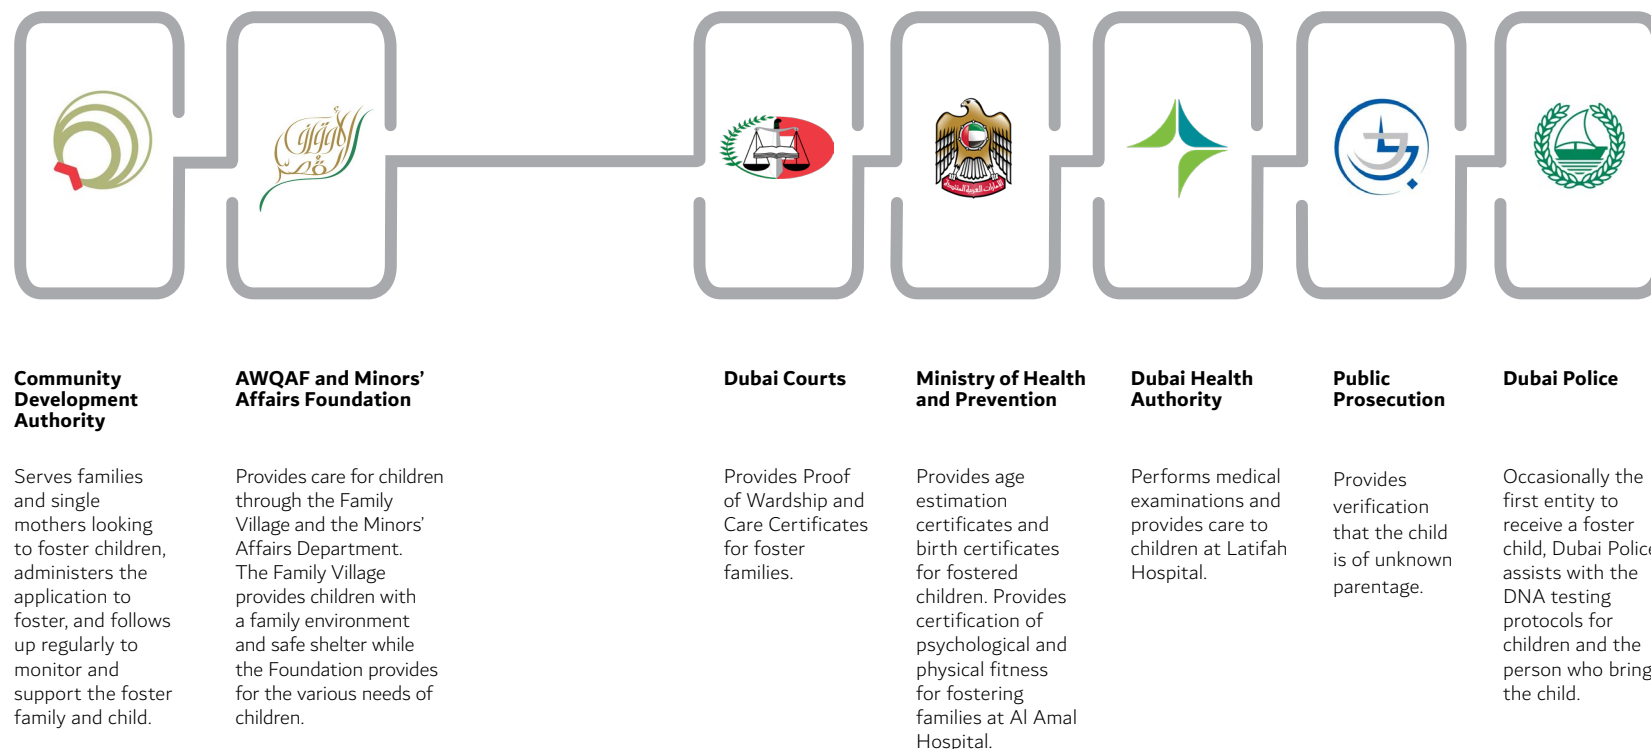 Community
Development
Authority
Serves families
and single
mothers looking
to foster children,
administers the
application to
foster, and follows
up regularly to
monitor and
support the foster
family and child.
AWQAF and Minors’
Affairs Foundation
Provides care for children
through the Family
Village and the Minors’
Affairs Department.
The Family Village
provides children with
a family environment
and safe shelter while
the Foundation provides
for the various needs of
children.
Dubai Courts
Provides Proof
of Wardship and
Care Certificates
for foster
families.
Ministry of Health
and Prevention
Provides age
estimation
certificates and
birth certificates
for fostered
children. Provides
certification of
psychological and
physical fitness
for fostering
families at Al Amal
Hospital.
Dubai Health
Authority
Performs medical
examinations and
provides care to
children at Latifah
Hospital.
Public
Prosecution
Provides
verification
that the child
is of unknown
parentage.
Dubai Police
Occasionally the
first entity to
receive a foster
child, Dubai Police
assists with the
DNA testing
protocols for
children and the
person who bring
the child.